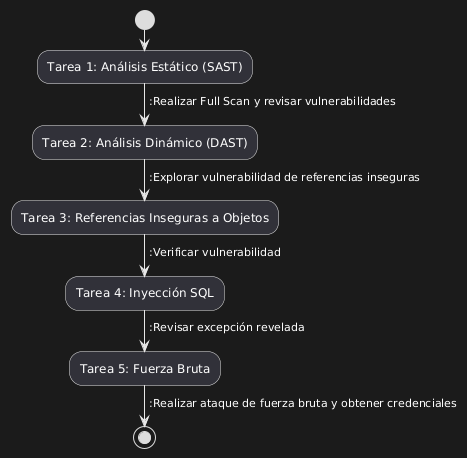 Tarea 1: Análisis Estático (SAST)
:Realizar Full Scan y revisar vulnerabilidades
Tarea 2: Análisis Dinámico (DAST)
:Explorar vulnerabilidad de referencias inseguras
Tarea 3: Referencias Inseguras a Objetos
:Verificar vulnerabilidad
Tarea 4: Inyección SQL
:Revisar excepción revelada
Tarea 5: Fuerza Bruta
:Realizar ataque de fuerza bruta y obtener credenciales